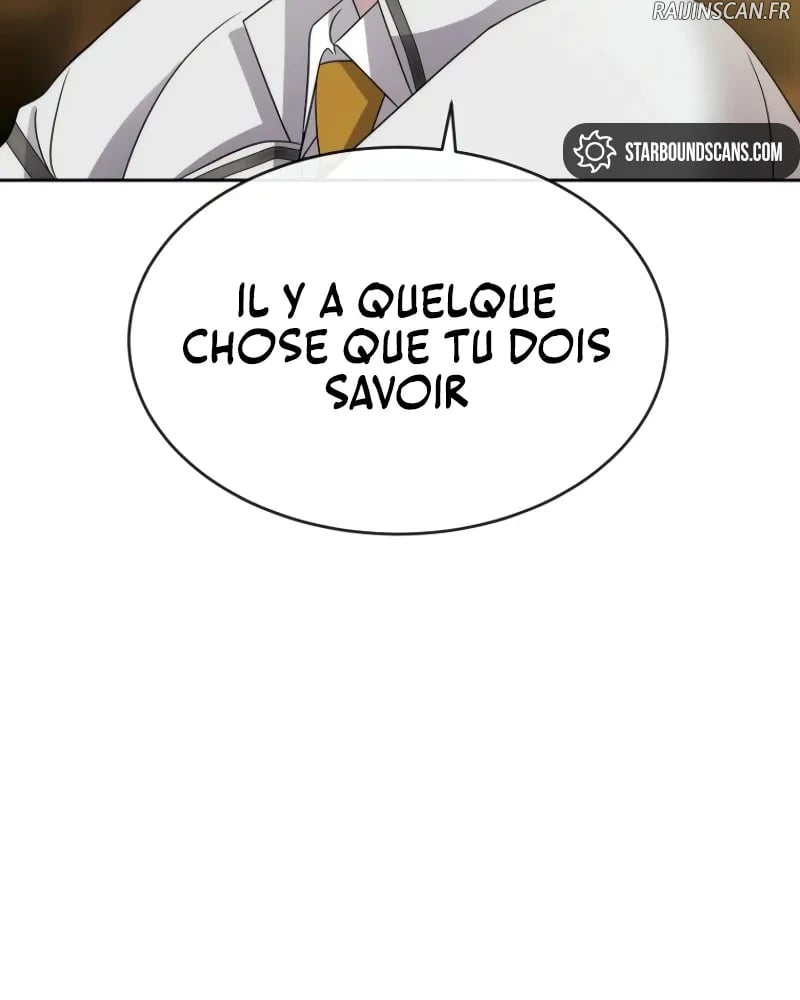 RAIJINSCAN.FR
STARBOUNDSCANS.COM
IL Y A QUELQUE
CHOSE QUE TU DOIS
SAVOIR